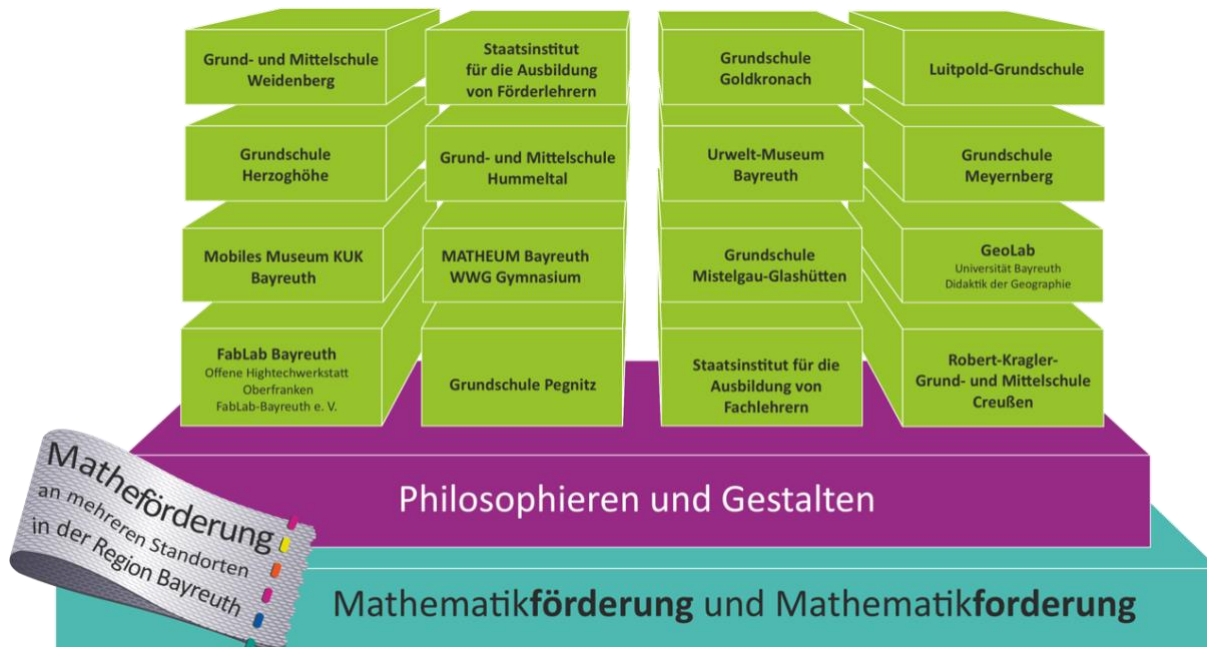 Grund- und Mittelschule
Weidenberg
Staatsinstitut
für die Ausbildung
von Förderlehrern
Grundschule
Goldkronach
Luitpold-Grundschule
Grundschule
Herzoghöhe
Grund- und Mittelschule
Hummeltal
Urwelt-Museum
Bayreuth
Grundschule
Meyernberg
Mobiles Museum KUK
Bayreuth
MATHEUM Bayreuth
WWG Gymnasium
Grundschule
Mistelgau-Glashütten
GeoLab
Universität Bayreuth
Didaktik der Geographie
FabLab Bayreuth
Offene Hightechwerkstatt
Oberfranken
FabLab-Bayreuth e. V.
Grundschule Pegnitz
Staatsinstitut für die
Ausbildung von
Fachlehrern
Robert-Kragler-
Grund- und Mittelschule
Creußen
Matheförderung
an mehreren Standorten
in der Region Bayreuth
Philosophieren und Gestalten
Mathematikförderung und Mathematikforderung